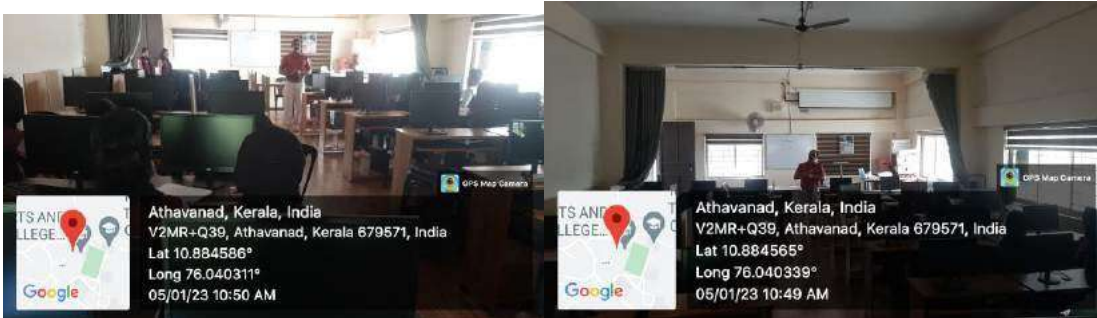 GPS Map Camera
TS AND
LLEGE...
Google
Athavanad, Kerala, India
V2MR+Q39, Athavanad, Kerala 679571, India
Lat 10.884586°
Long 76.040311°
05/01/23 10:50 AM
GPS Map Camera
TS AND
LLEGE...
Google
Athavanad, Kerala, India
V2MR+Q39, Athavanad, Kerala 679571, India
Lat 10.884565°
Long 76.040339°
05/01/23 10:49 AM